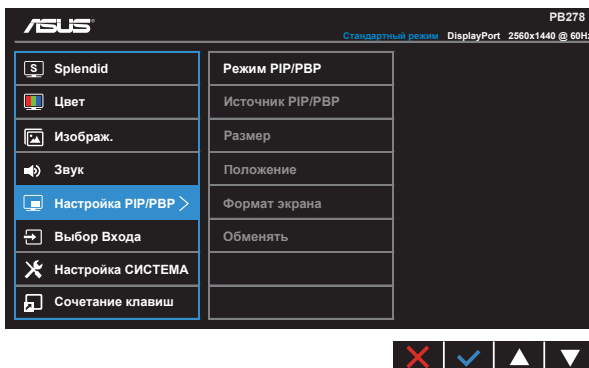 ASUS
PB278
Стандартный режим DisplayPort 2560x1440 @ 60Hz
S Splendid
Цвет
Изображ.
Звук
Настройка PIP/PBP >
Выбор Входа
Настройка СИСТЕМА
Сочетание клавиш
Режим PIP/PBP
Источник PIP/PBP
Размер
Положение
Формат экрана
Обменять